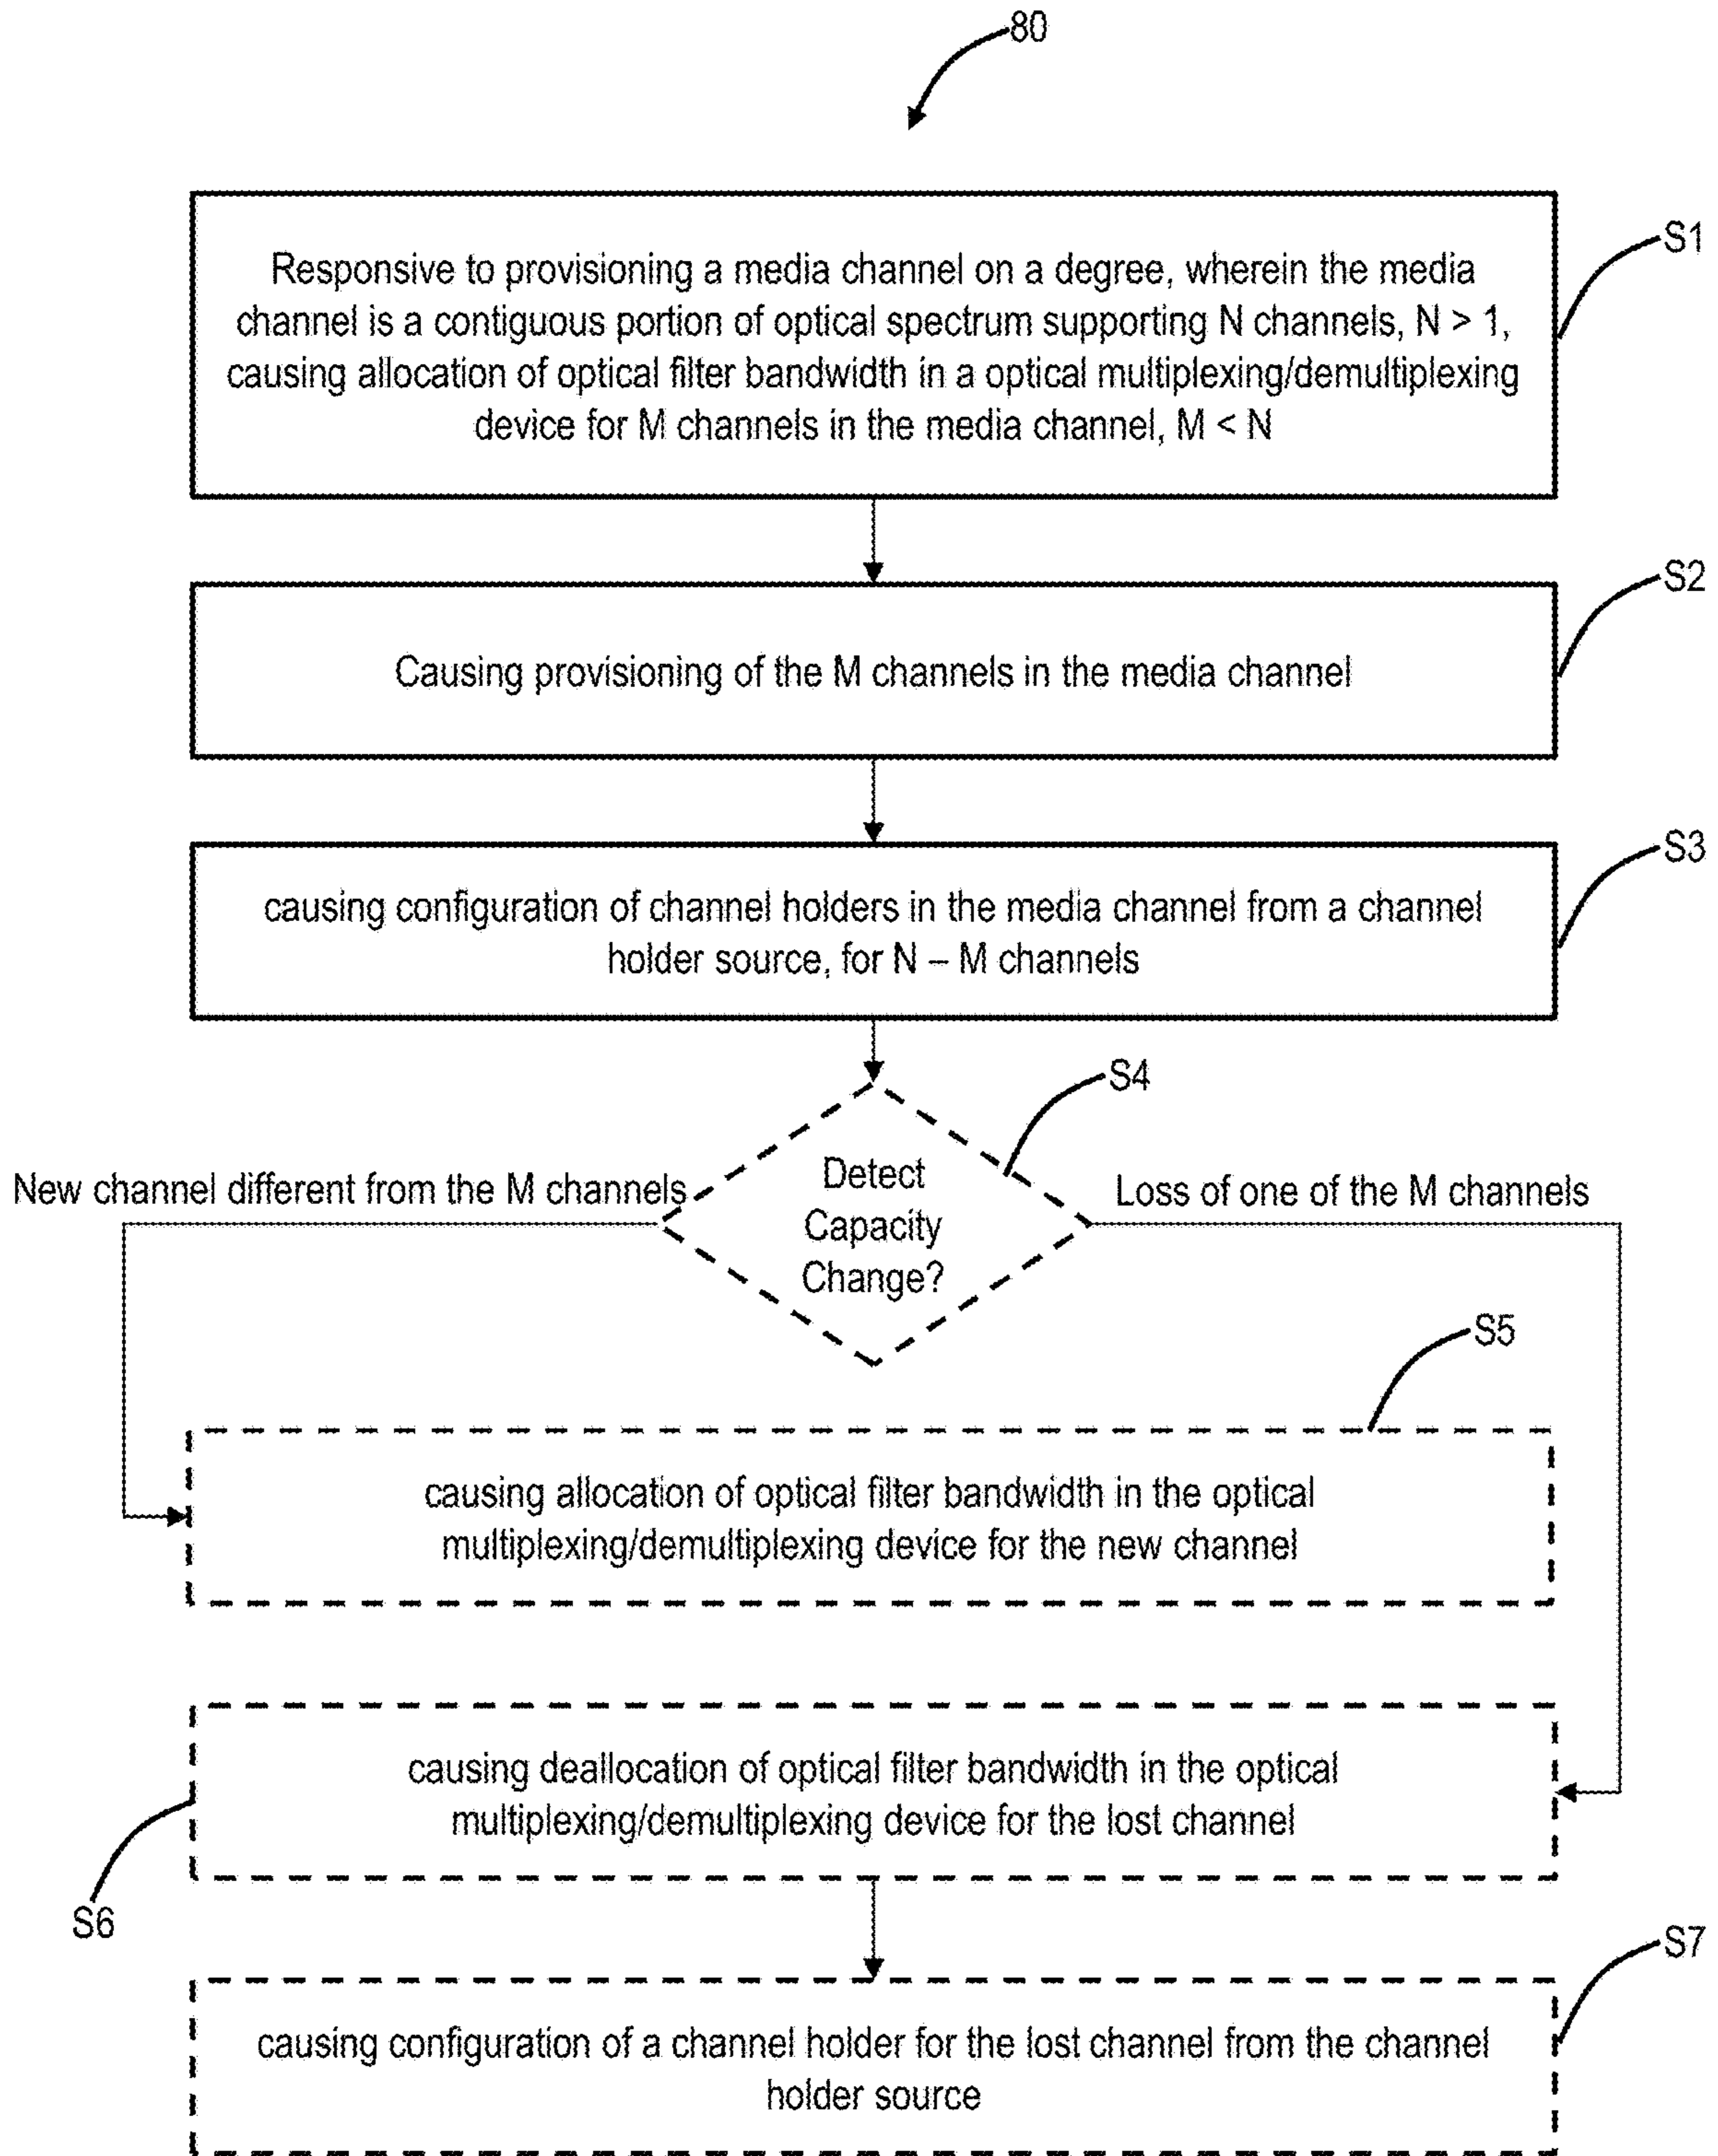 80
Responsive to provisioning a media channel on a degree, wherein the media
channel is a contiguous portion of optical spectrum supporting N channels, N > 1,
causing allocation of optical filter bandwidth in a optical multiplexing/demultiplexing
device for M channels in the media channel, M < N
S1
Causing provisioning of the M channels in the media channel
S2
causing configuration of channel holders in the media channel from a channel
holder source, for N – M channels
S3
S4
Detect
Capacity
Change?
New channel different from the M channels
Loss of one of the M channels
S5
causing allocation of optical filter bandwidth in the optical
multiplexing/demultiplexing device for the new channel
causing deallocation of optical filter bandwidth in the optical
multiplexing/demultiplexing device for the lost channel
S6
S7
causing configuration of a channel holder for the lost channel from the channel
holder source